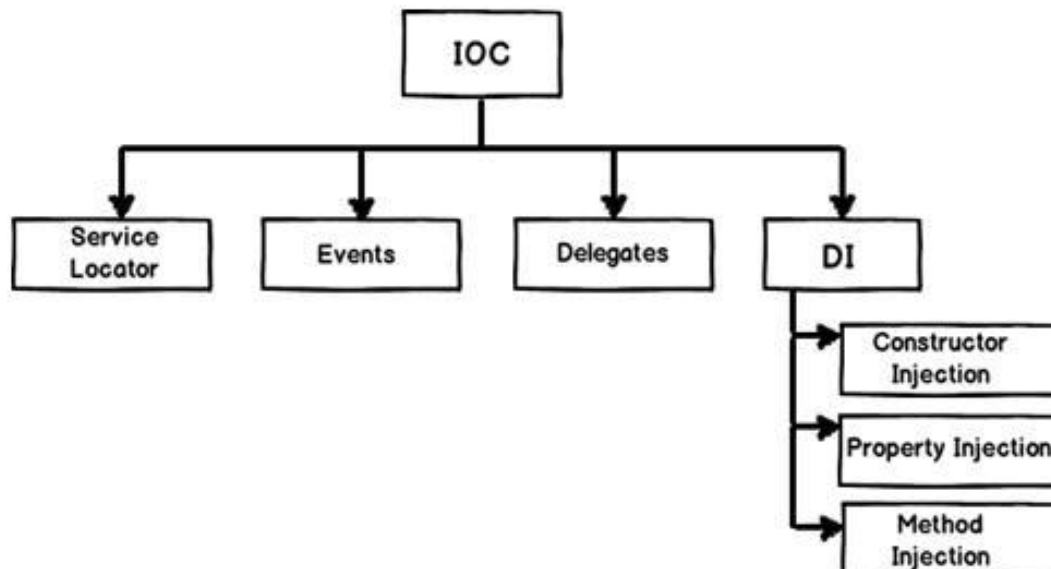 IOC
Service
Locator
Events
Delegates
DI
Constructor
Injection
Property Injection
Method
Injection